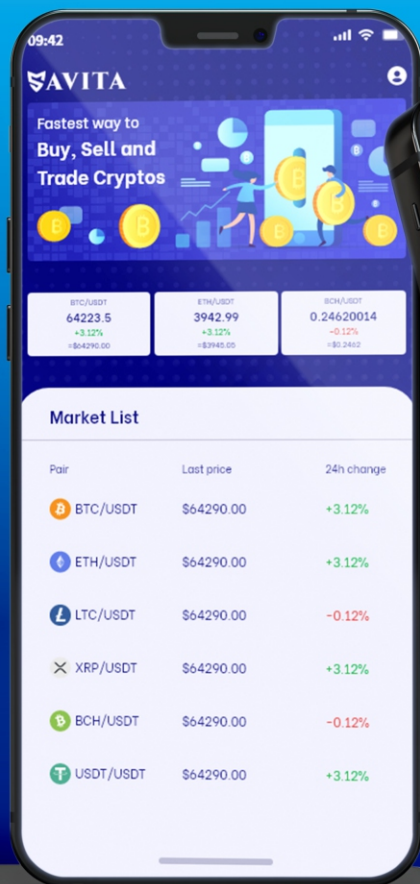 09:42
SAVITA
Fastest way to
Buy, Sell and
Trade Cryptos
BTC/USDT
64223.5
+3.12%
=$64290.00
ETH/USDT
3942.99
+3.12%
=$3945.05
BCH/USDT
0.24620014
-0.12%
=$0.2462
Market List
Pair Last price 24h change
BTC/USDT $64290.00 +3.12%
ETH/USDT $64290.00 +3.12%
LTC/USDT $64290.00 -0.12%
XRP/USDT $64290.00 +3.12%
BCH/USDT $64290.00 -0.12%
USDT/USDT $64290.00 +3.12%